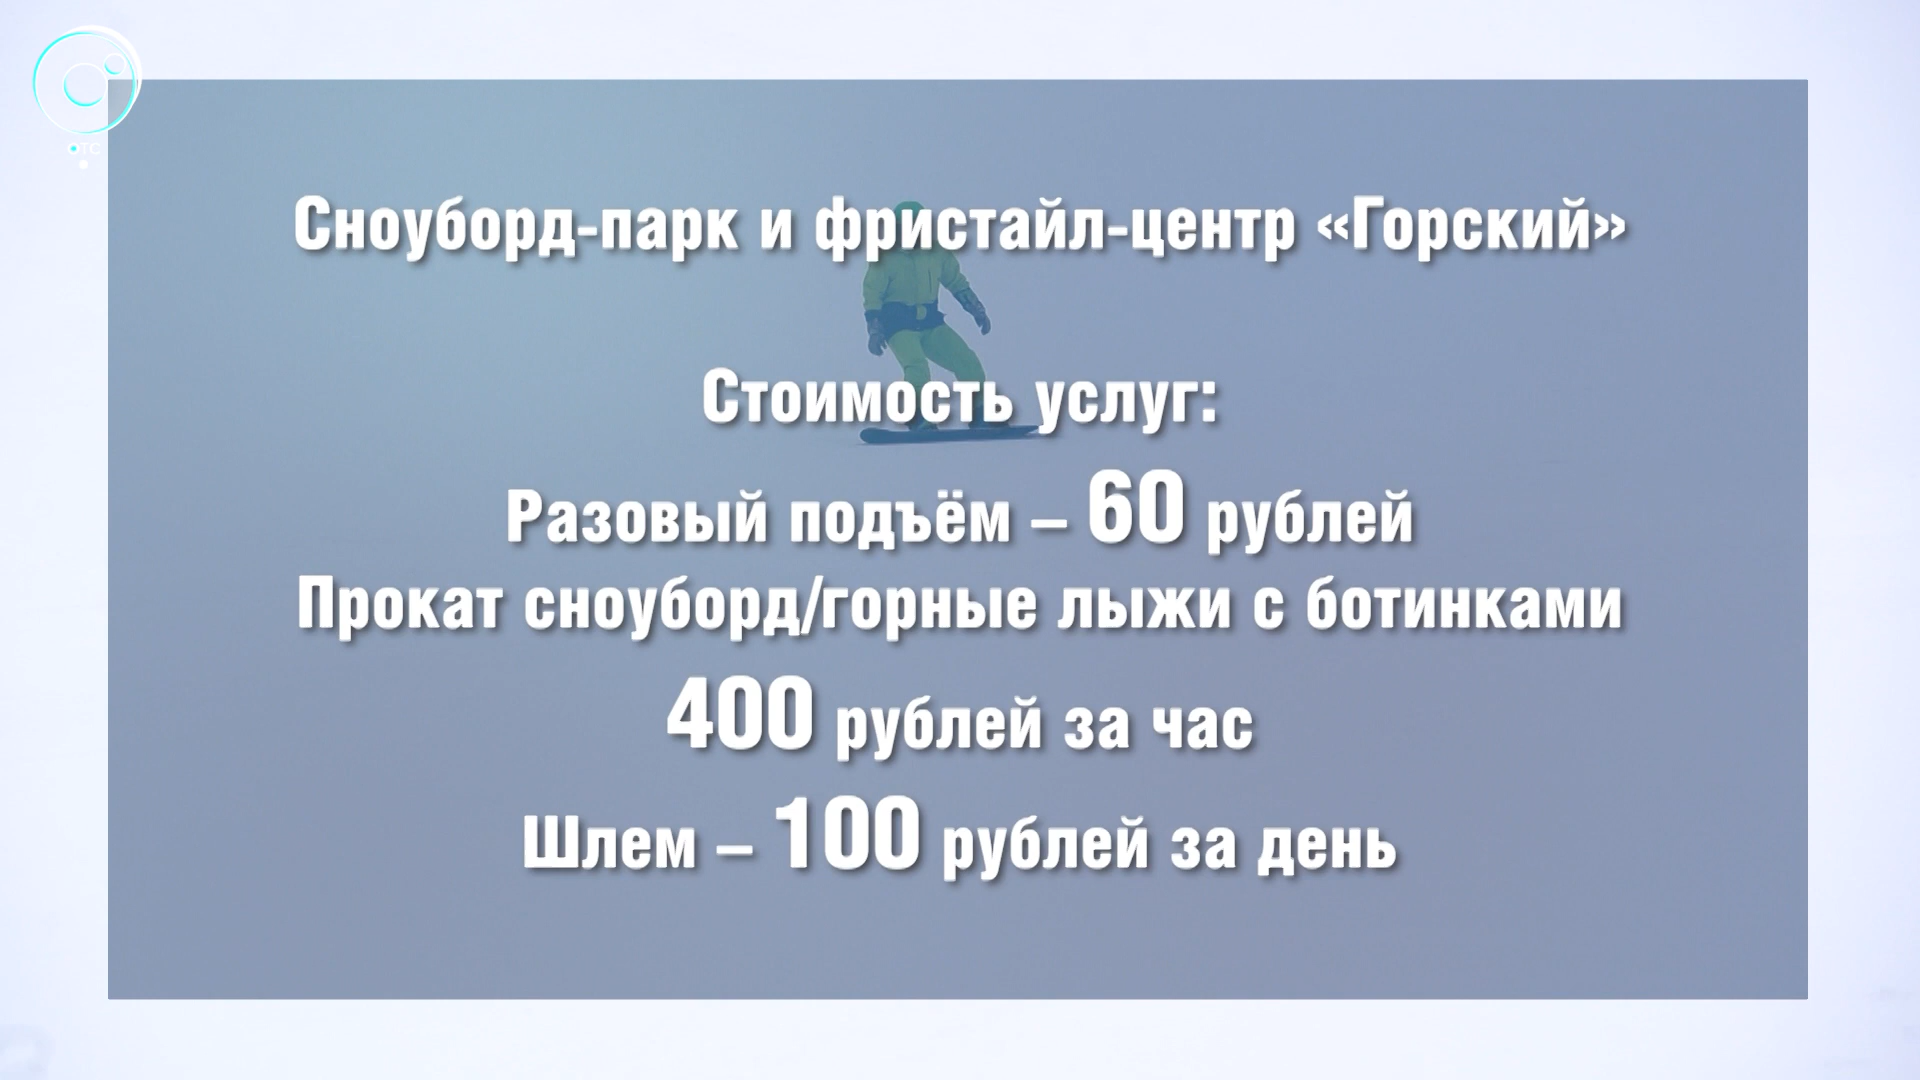 ОТС
Сноуборд-парк и фристайл-центр «Горский»
Стоимость услуг:
Разовый подъём – 60 рублей
Прокат сноуборд/горные лыжи с ботинками
400 рублей за час
Шлем – 100 рублей за день